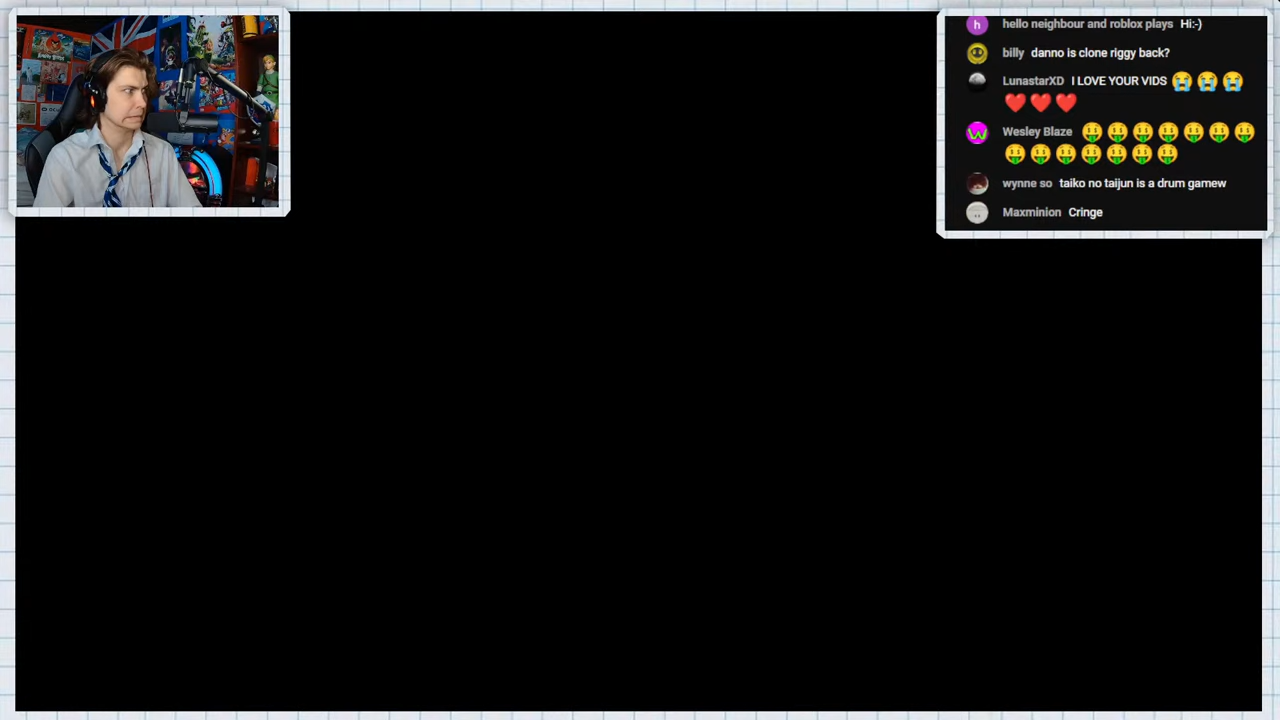 h hello neighbour and roblox plays Hi:-)
billy danno is clone riggy back?
LunastarXD I LOVE YOUR VIDS 😭😭😭
❤️❤️❤️
W Wesley Blaze 🤑🤑🤑🤑🤑🤑🤑
🤑🤑🤑🤑🤑🤑🤑
wynne so taiko no taijun is a drum gamew
Maxminion Cringe